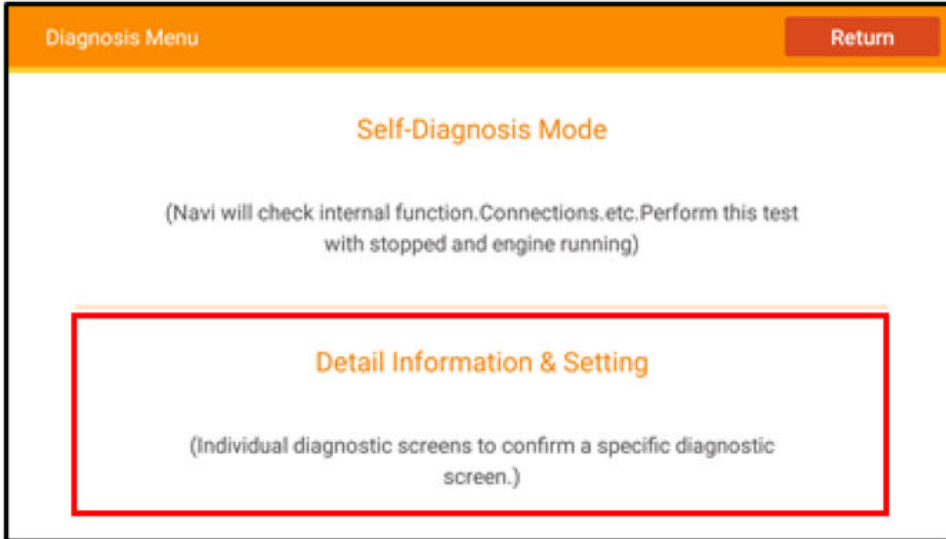 Diagnosis Menu
Return
Self-Diagnosis Mode
(Navi will check internal function.Connections.etc.Perform this test
with stopped and engine running)
Detail Information & Setting
(Individual diagnostic screens to confirm a specific diagnostic
screen.)